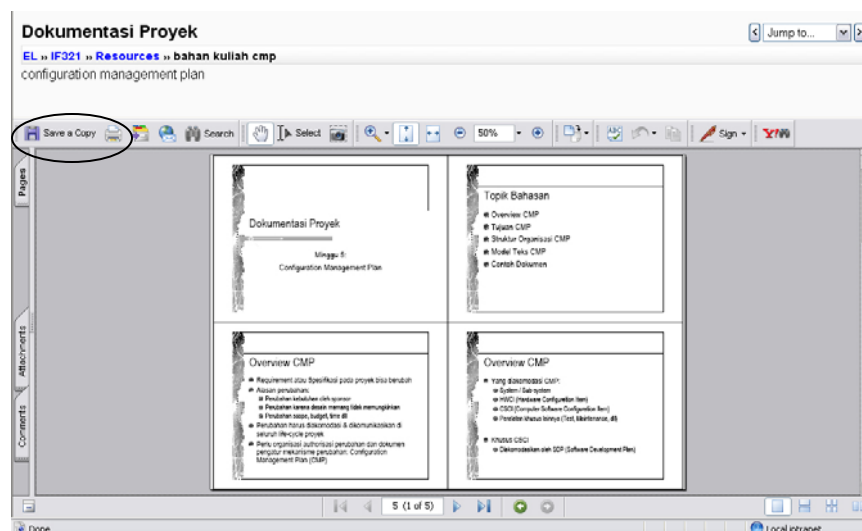 Dokumentasi Proyek
Jump to...
EL » IF321 » Resources » bahan kuliah cmp
configuration management plan
Save a Copy
Search
Select
50%
Sign
Pages
Attachments
Comments
Dokumentasi Proyek
Minggu 5:
Configuration Management Plan
Topik Bahasan
Overview CMP
Tujuan CMP
Struktur Organisasi CMP
Model Teks CMP
Contoh Dokumen
Overview CMP
Requirement atau Spesifikasi pada proyek bisa berubah
Alasan perubahan:
Perubahan kebutuhan oleh sponsor
Perubahan karena desain memang tidak memungkinkan
Perubahan scope, budget, time dll
Perubahan harus diakomodasi & dikomunikasikan di
seluruh life-cycle proyek
Perlu organisasi authorisasi perubahan dan dokumen
pengatur mekanisme perubahan: Configuration
Management Plan (CMP)
Overview CMP
Yang diakomodasi CMP:
System / Sub-system
HWCI (Hardware Configuration Item)
CSCI (Computer Software Configuration Item)
Peralatan khusus lainnya (Test, Maintenance, dll)
Khusus CSCI
Diakomodasikan oleh SDP (Software Development Plan)
5 (1 of 5)
Done
Local intranet